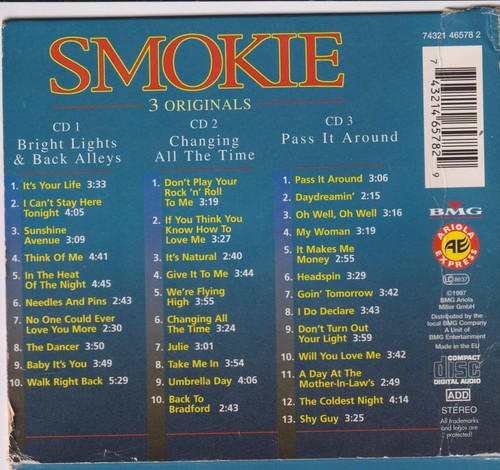 SMOKIE
3 ORIGINALS
74321 46578 2
7 43214 65782 9
CD 1
Bright Lights
& Back Alleys
1. It's Your Life 3:33
2. I Can't Stay Here
Tonight 4:05
3. Sunshine
Avenue 3:09
4. Think Of Me 4:41
5. In The Heat
Of The Night 4:45
6. Needles And Pins 2:43
7. No One Could Ever
Love You More 2:30
8. The Dancer 3:50
9. Baby It's You 3:49
10. Walk Right Back 5:29
CD 2
Changing
All The Time
1. Don't Play Your
Rock 'n' Roll
To Me 3:19
2. If You Think You
Know How To
Love Me 3:27
3. It's Natural 2:40
4. Give It To Me 3:44
5. We're Flying
High 3:55
6. Changing All
The Time 3:24
7. Julie 3:01
8. Take Me In 3:54
9. Umbrella Day 4:06
10. Back To
Bradford 2:43
CD 3
Pass It Around
1. Pass It Around 3:06
2. Daydreamin' 2:15
3. Oh Well, Oh Well 3:16
4. My Woman 3:19
5. It Makes Me
Money 2:55
6. Headspin 3:29
7. Goin' Tomorrow 3:42
8. I Do Declare 3:43
9. Don't Turn Out
Your Light 3:59
10. Will You Love Me 3:42
11. A Day At The
Mother-In-Law's 2:49
12. The Coldest Night 4:14
13. Shy Guy 3:25
BMG
ARIOLA
AE
EXPRESS
LC 8637
©1997
BMG Ariola
Miller GmbH
Distributed by the
local BMG Company
A Unit of
BMG Entertainment
Made in the EU
COMPACT
disc
DIGITAL AUDIO
ADD
STEREO
All trademarks
and logos are
protected!